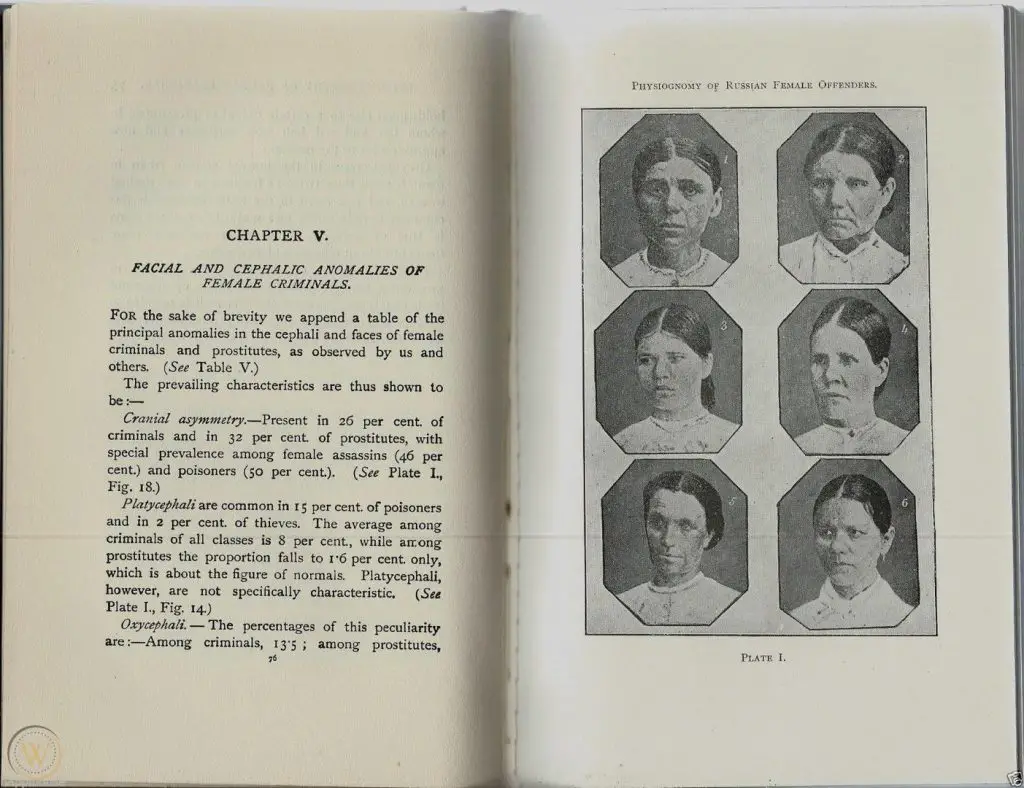 CHAPTER V.
FACIAL AND CEPHALIC ANOMALIES OF
FEMALE CRIMINALS.
FOR the sake of brevity we append a table of the
principal anomalies in the cephali and faces of female
criminals and prostitutes, as observed by us and
others. (See Table V.)
The prevailing characteristics are thus shown to
be:—
Cranial asymmetry.—Present in 26 per cent. of
criminals and in 32 per cent. of prostitutes, with
special prevalence among female assassins (46 per
cent.) and poisoners (50 per cent.). (See Plate I.,
Fig. 18.)
Platycephali are common in 15 per cent. of poisoners
and in 2 per cent. of thieves. The average among
criminals of all classes is 8 per cent., while among
prostitutes the proportion falls to 1·6 per cent. only,
which is about the figure of normals. Platycephali,
however, are not specifically characteristic. (See
Plate I., Fig. 14.)
Oxycephali.—The percentages of this peculiarity
are:—Among criminals, 13·5; among prostitutes,
76
PHYSIOGNOMY OF RUSSIAN FEMALE OFFENDERS.
1
2
3
4
5
6
PLATE I.
W